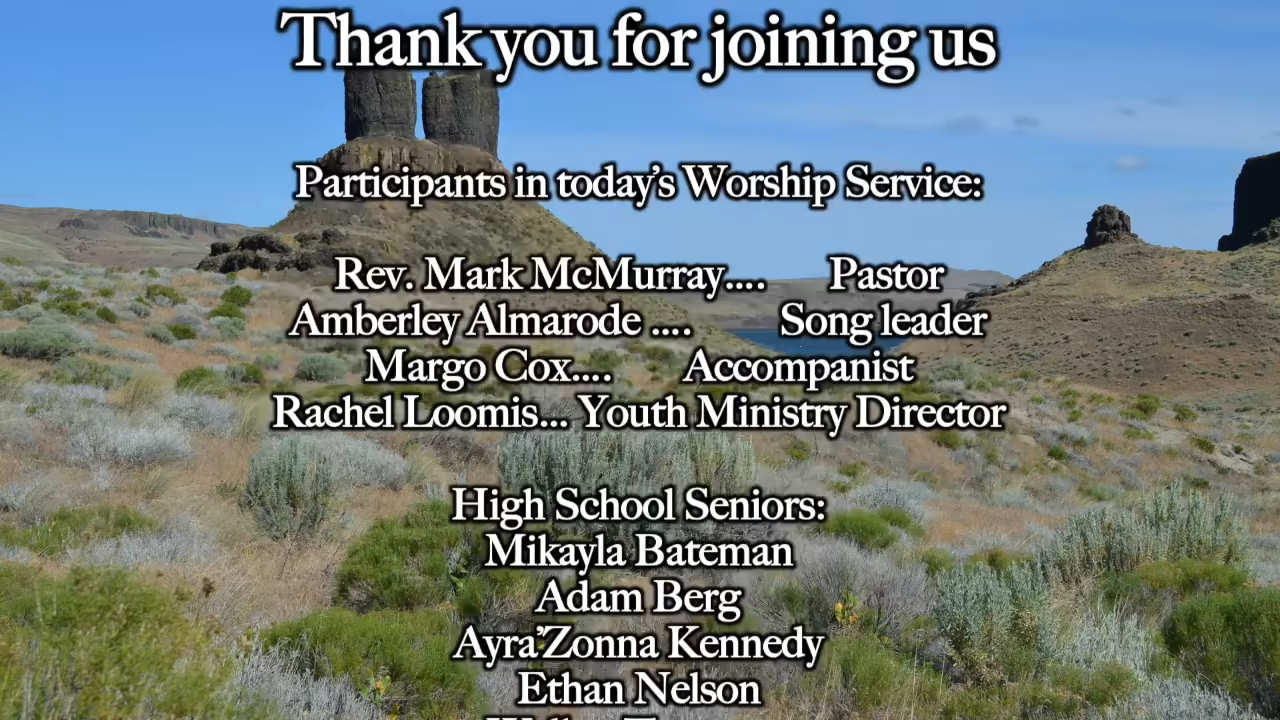 Thank you for joining us
Participants in today's Worship Service:
Rev. Mark McMurray.... Pastor
Amberley Almarode .... Song leader
Margo Cox.... Accompanist
Rachel Loomis... Youth Ministry Director
High School Seniors:
Mikayla Bateman
Adam Berg
Ayra'Zonna Kennedy
Ethan Nelson